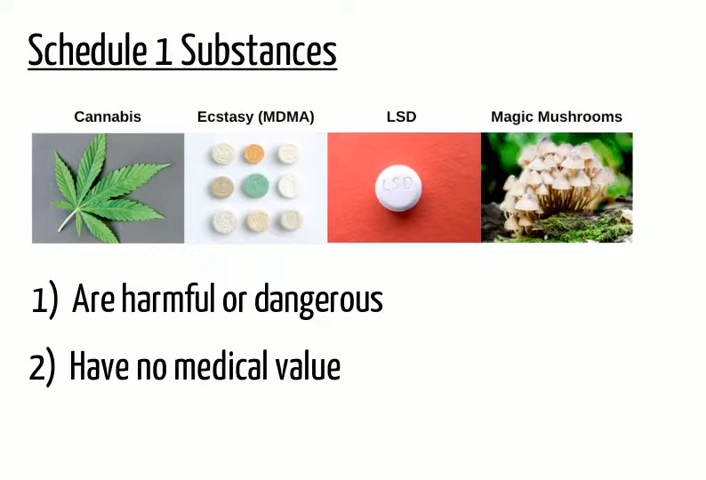 Schedule 1 Substances
Cannabis Ecstasy (MDMA) LSD Magic Mushrooms
LSD
1) Are harmful or dangerous
2) Have no medical value